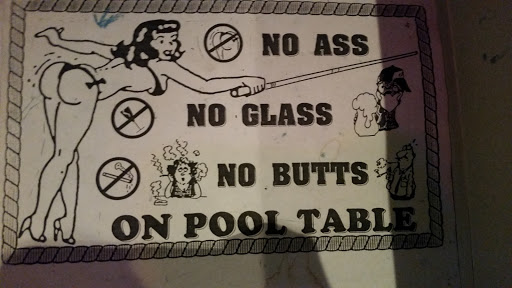 NO ASS
NO GLASS
NO BUTTS
ON POOL TABLE